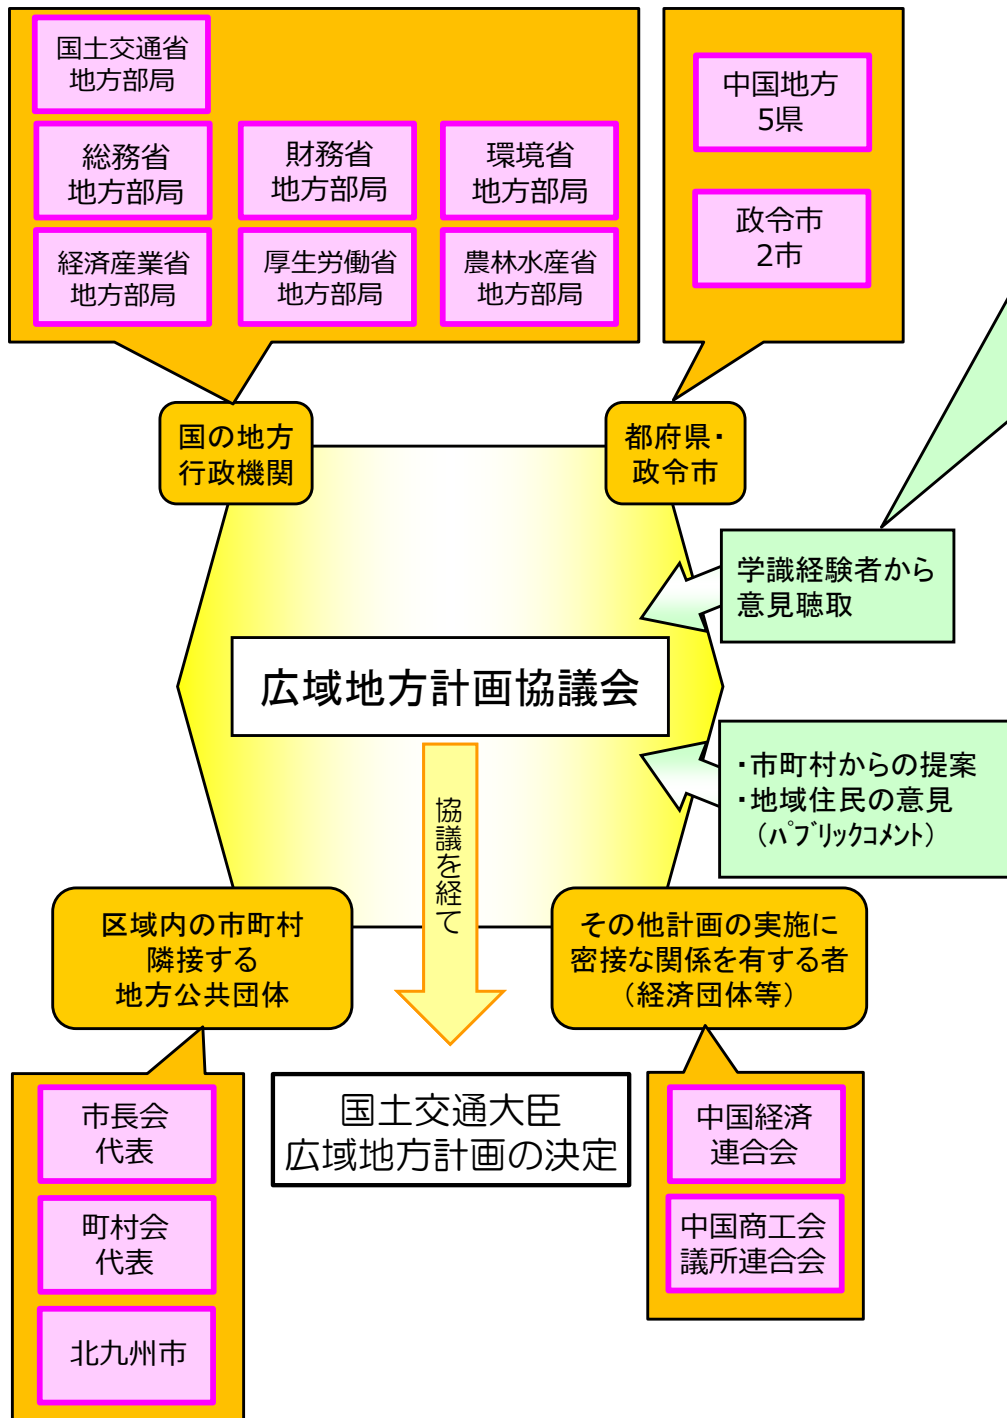 国土交通省
地方部局
総務省
地方部局
財務省
地方部局
環境省
地方部局
経済産業省
地方部局
厚生労働省
地方部局
農林水産省
地方部局
中国地方
5県
政令市
2市
国の地方
行政機関
都府県・
政令市
学識経験者から
意見聴取
広域地方計画協議会
・市町村からの提案
・地域住民の意見
（ﾊﾟﾌﾞﾘｯｸｺﾒﾝﾄ）
協議を経て
区域内の市町村
隣接する
地方公共団体
その他計画の実施に
密接な関係を有する者
（経済団体等）
市長会
代表
町村会
代表
北九州市
国土交通大臣
広域地方計画の決定
中国経済
連合会
中国商工会
議所連合会